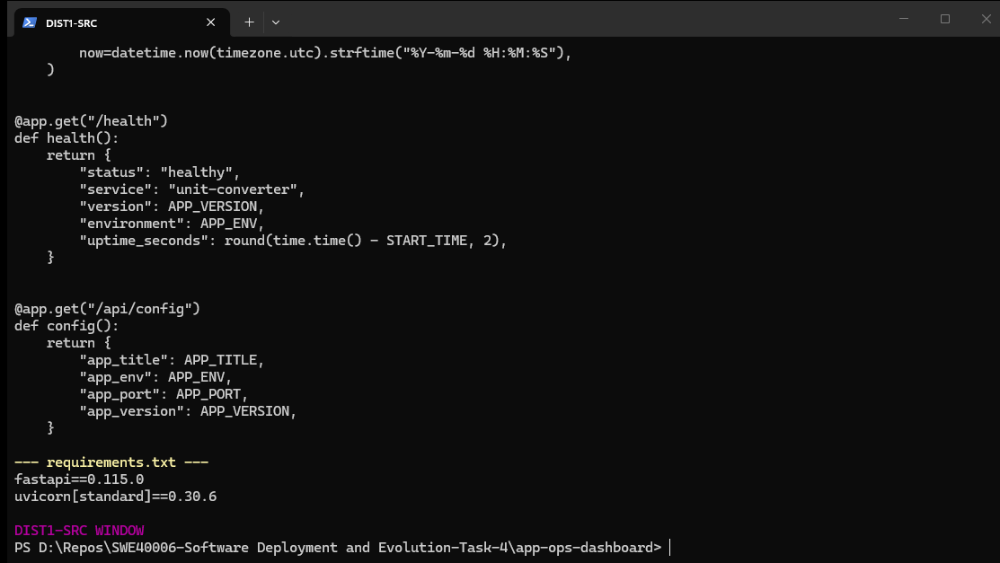 DIST1-SRC
        now=datetime.now(timezone.utc).strftime("%Y-%m-%d %H:%M:%S"),
    )
@app.get("/health")
def health():
    return {
        "status": "healthy",
        "service": "unit-converter",
        "version": APP_VERSION,
        "environment": APP_ENV,
        "uptime_seconds": round(time.time() - START_TIME, 2),
    }
@app.get("/api/config")
def config():
    return {
        "app_title": APP_TITLE,
        "app_env": APP_ENV,
        "app_port": APP_PORT,
        "app_version": APP_VERSION,
    }
--- requirements.txt ---
fastapi==0.115.0
uvicorn[standard]==0.30.6
DIST1-SRC WINDOW
PS D:\Repos\SWE40006-Software Deployment and Evolution-Task-4\app-ops-dashboard>